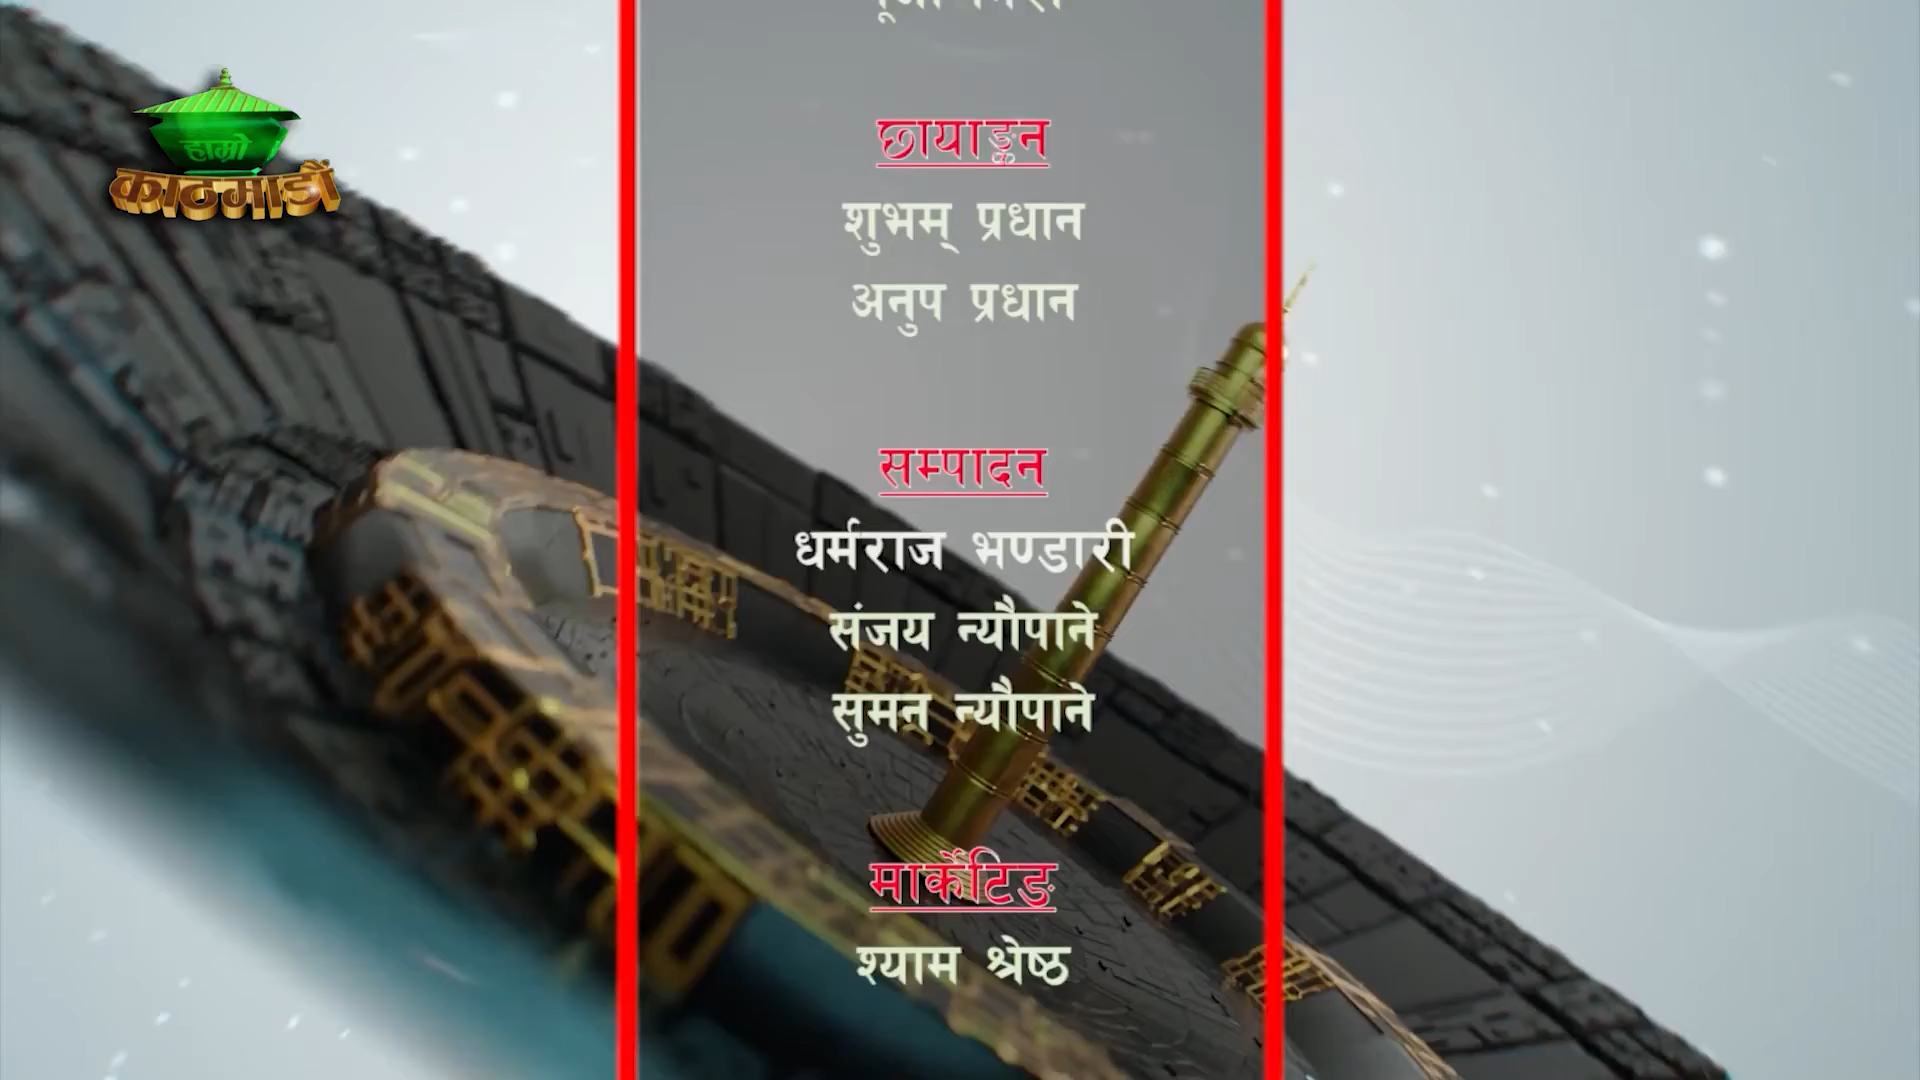 हाम्रो
काठमाडौं
छायाङ्कन
शुभम् प्रधान
अनुप प्रधान
सम्पादन
धर्मराज भण्डारी
संजय न्यौपाने
सुमन न्यौपाने
मार्केटिङ
श्याम श्रेष्ठ